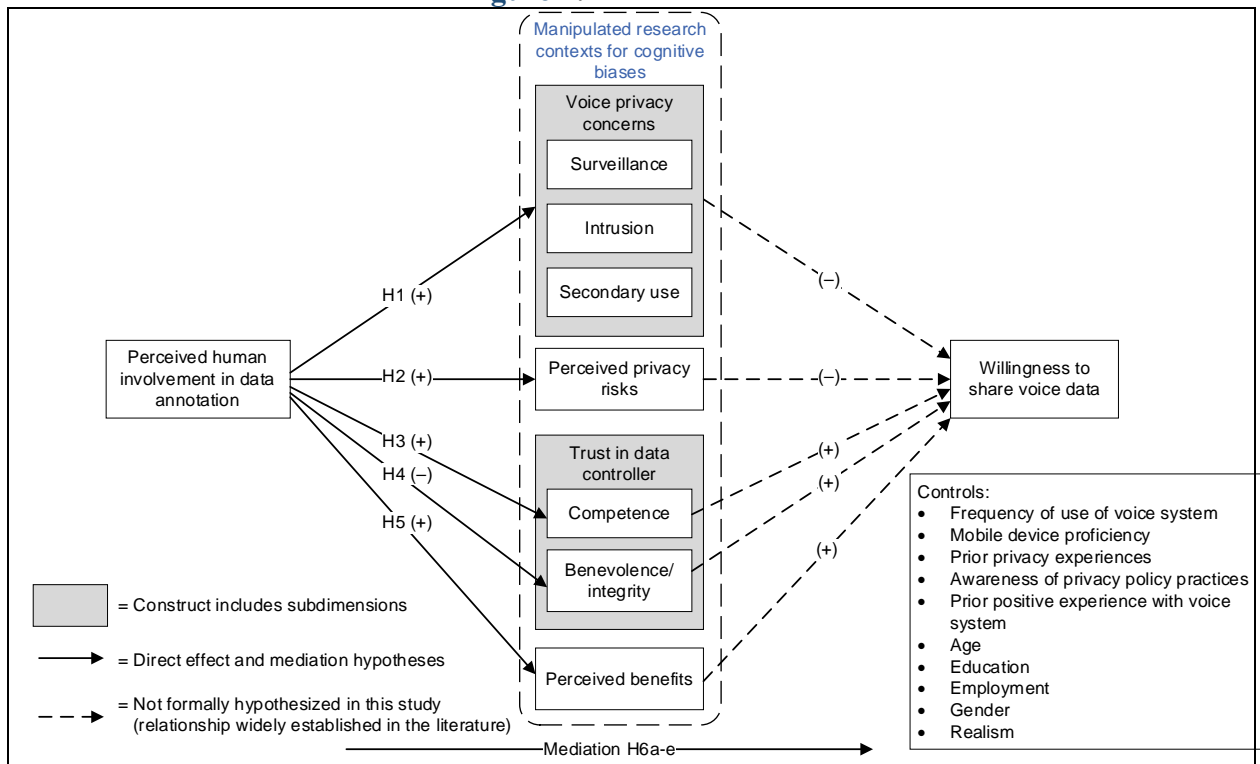 Manipulated research
contexts for cognitive
biases
Voice privacy
concerns
Surveillance
Intrusion
Secondary use
(–)
H1 (+)
Perceived human
involvement in data
annotation
H2 (+)
Perceived privacy
risks
(–)
Willingness to
share voice data
H3 (+)
H4 (–)
H5 (+)
Trust in data
controller
Competence
Benevolence/
integrity
(+)
(+)
(+)
Perceived benefits
Controls:
• Frequency of use of voice system
• Mobile device proficiency
• Prior privacy experiences
• Awareness of privacy policy practices
• Prior positive experience with voice
system
• Age
• Education
• Employment
• Gender
• Realism
= Construct includes subdimensions
= Direct effect and mediation hypotheses
= Not formally hypothesized in this study
(relationship widely established in the literature)
Mediation H6a-e